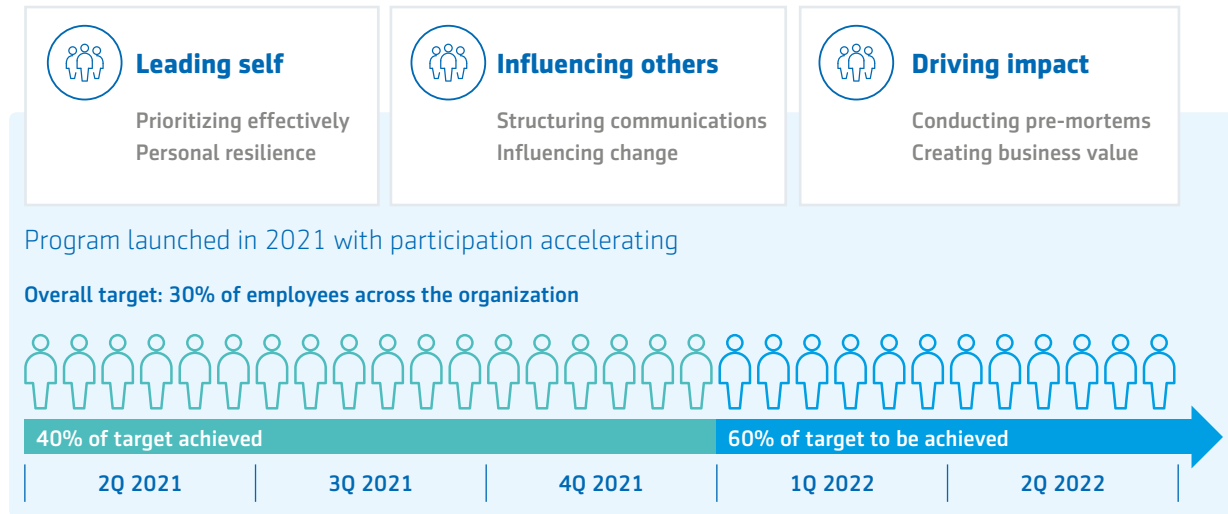 Leading self
Prioritizing effectively
Personal resilience
Influencing others
Structuring communications
Influencing change
Driving impact
Conducting pre-mortems
Creating business value
Program launched in 2021 with participation accelerating
Overall target: 30% of employees across the organization
40% of target achieved
60% of target to be achieved
2Q 2021
3Q 2021
4Q 2021
1Q 2022
2Q 2022